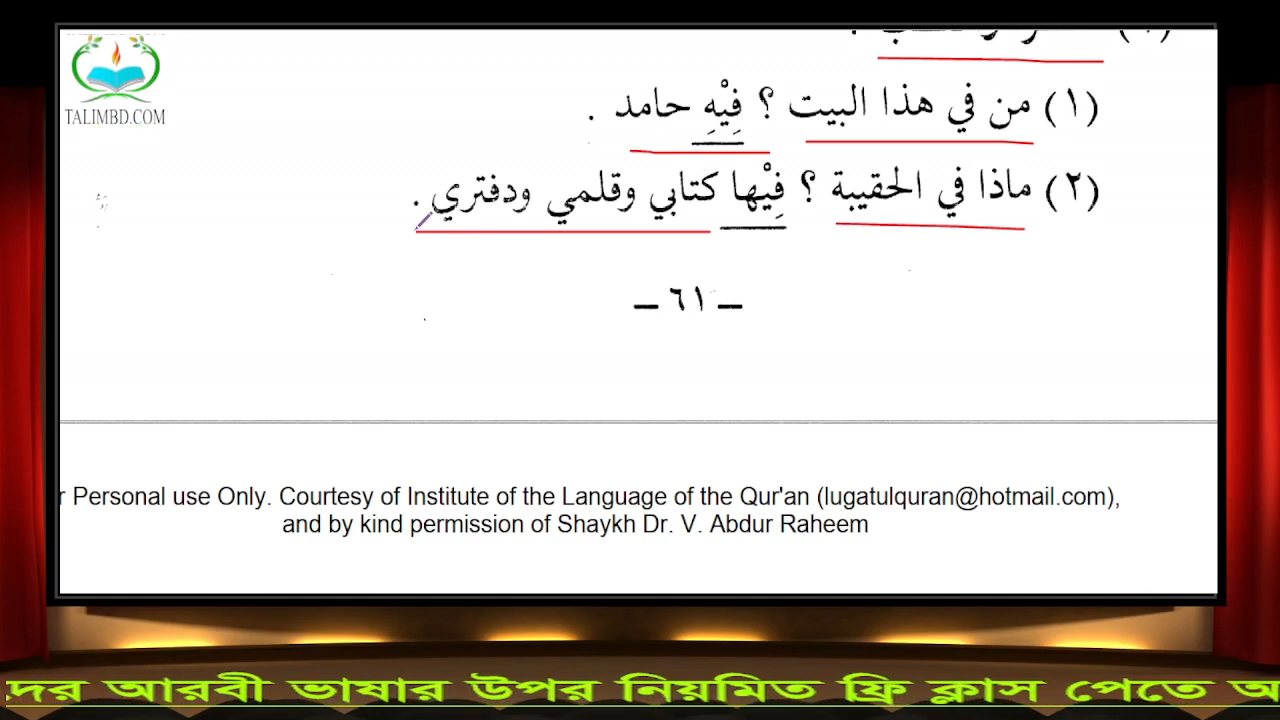 TALIMBD.COM
(١) من في هذا البيت ؟ فِيْهِ حامد .
(٢) ماذا في الحقيبة ؟ فِيْها كتابي وقلمي ودفتري .
– ٦١ –
r Personal use Only. Courtesy of Institute of the Language of the Qur'an (lugatulquran@hotmail.com),
and by kind permission of Shaykh Dr. V. Abdur Raheem
দের আরবী ভাষার উপর নিয়মিত ফ্রি ক্লাস পেতে অ